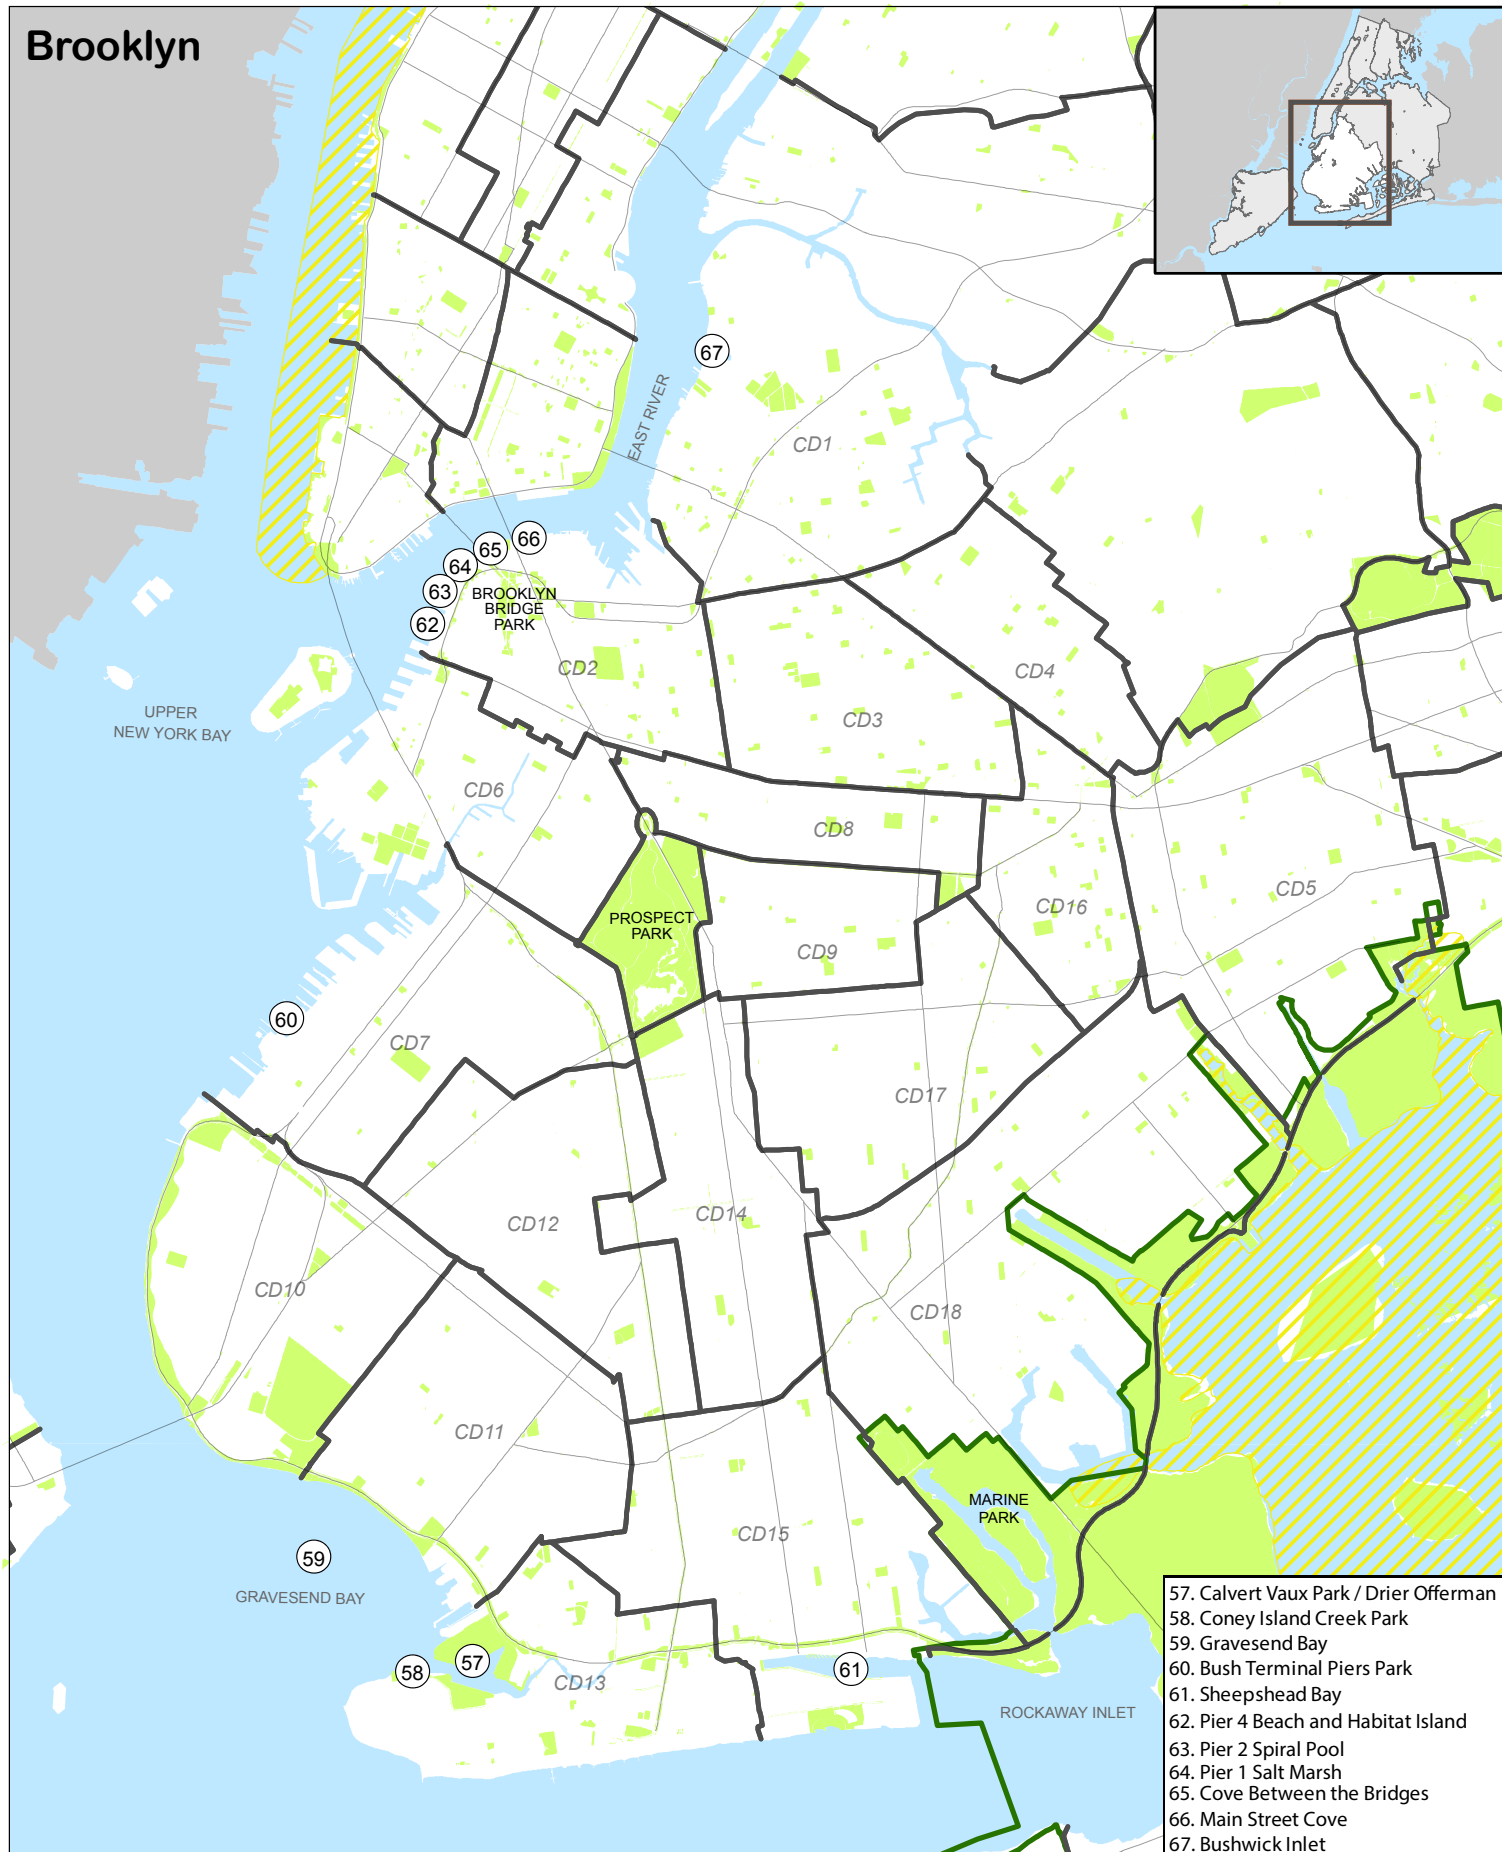 Brooklyn
67
EAST RIVER
CD1
66
65
64
63
62
BROOKLYN
BRIDGE
PARK
CD2
CD4
CD3
UPPER
NEW YORK BAY
CD6
CD8
CD5
CD16
PROSPECT
PARK
CD9
60
CD7
CD17
CD12
CD14
CD10
CD18
CD11
MARINE
PARK
CD15
59
GRAVESEND BAY
57
58
61
CD13
ROCKAWAY INLET
57. Calvert Vaux Park / Drier Offerman
58. Coney Island Creek Park
59. Gravesend Bay
60. Bush Terminal Piers Park
61. Sheepshead Bay
62. Pier 4 Beach and Habitat Island
63. Pier 2 Spiral Pool
64. Pier 1 Salt Marsh
65. Cove Between the Bridges
66. Main Street Cove
67. Bushwick Inlet